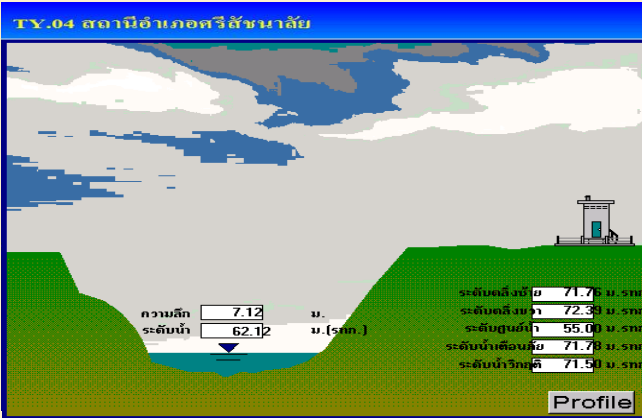 TY.04 สถานีอำเภอศรีสัชนาลัย
ความลึก 7.12 ม.
ระดับน้ำ 62.12 ม.(รทก.)
ระดับตลิ่งซ้าย 71.76 ม.รทก
ระดับตลิ่งขวา 72.39 ม.รทก
ระดับศูนย์น้ำ 55.00 ม.รทก
ระดับน้ำเตือนภัย 71.78 ม.รทก
ระดับน้ำวิกฤติ 71.50 ม.รทก
Profile